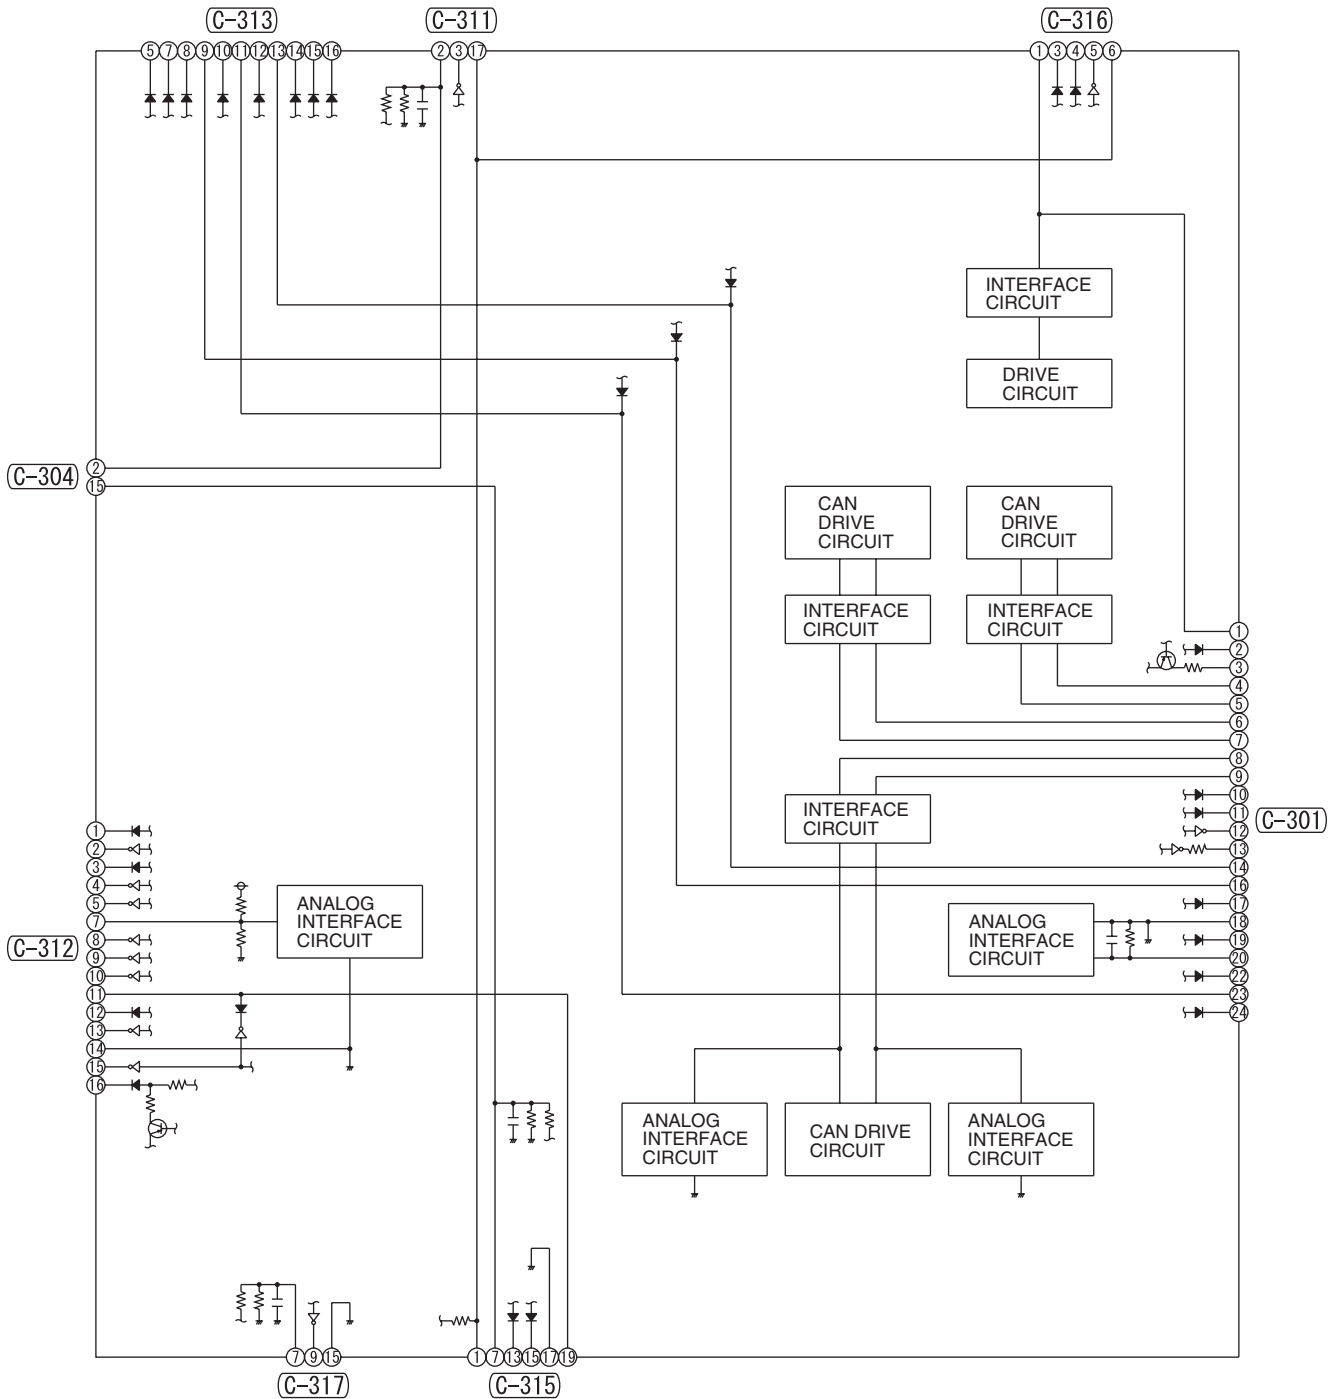 C-313
C-311
C-316
5 7 8 9 10 11 12 13 14 15 16
2 3 17
1 3 4 5 6
INTERFACE
CIRCUIT
DRIVE
CIRCUIT
C-304
2
15
CAN
DRIVE
CIRCUIT
CAN
DRIVE
CIRCUIT
INTERFACE
CIRCUIT
INTERFACE
CIRCUIT
1
2
3
4
5
6
7
8
9
10
11
12
13
14
16
17
18
19
20
22
23
24
C-301
INTERFACE
CIRCUIT
1
2
3
4
5
7
8
9
10
11
12
13
14
15
16
C-312
ANALOG
INTERFACE
CIRCUIT
ANALOG
INTERFACE
CIRCUIT
ANALOG
INTERFACE
CIRCUIT
CAN DRIVE
CIRCUIT
ANALOG
INTERFACE
CIRCUIT
7 9 15
1 7 13 15 17 19
C-317
C-315